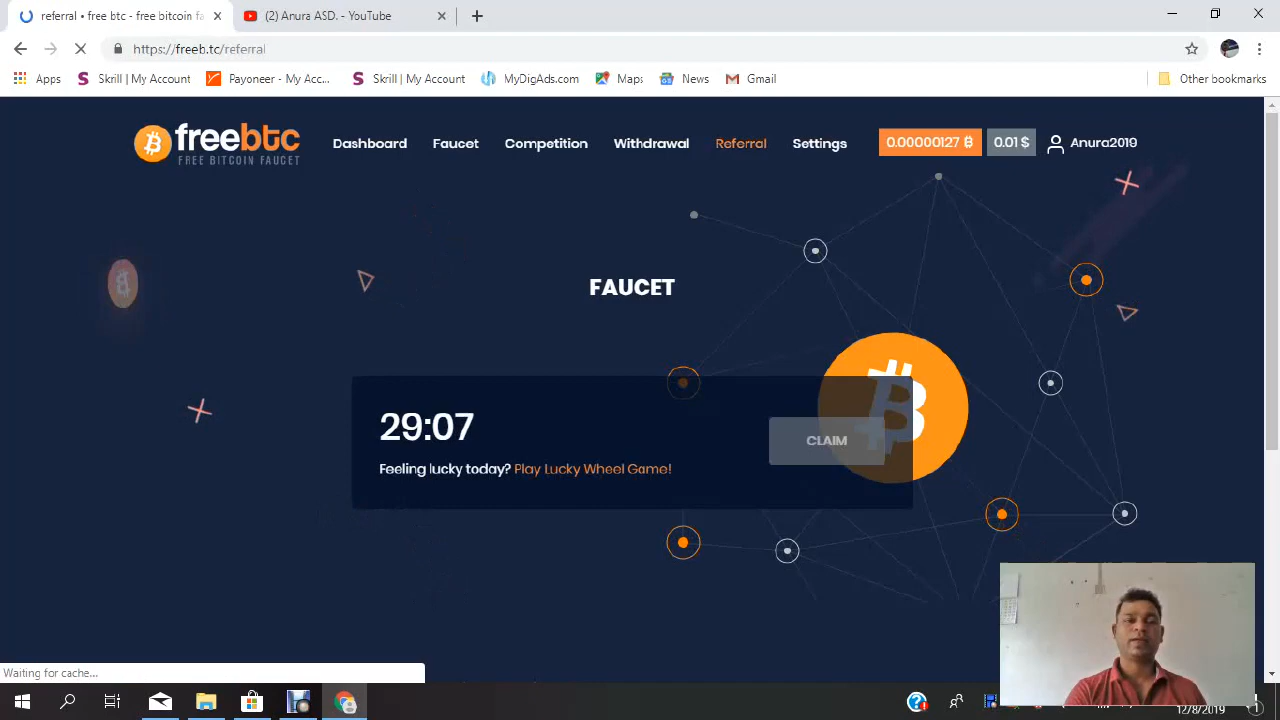 referral • free btc - free bitcoin fa
(2) Anura ASD. - YouTube
https://freeb.tc/referral
Apps
Skrill | My Account
Payoneer - My Acc...
Skrill | My Account
MyDigAds.com
Maps
News
Gmail
Other bookmarks
freebtc
FREE BITCOIN FAUCET
Dashboard
Faucet
Competition
Withdrawal
Referral
Settings
0.00000127 ₿
0.01 $
Anura2019
FAUCET
29:07
CLAIM
Feeling lucky today? Play Lucky Wheel Game!
Waiting for cache...
12/8/2019
1